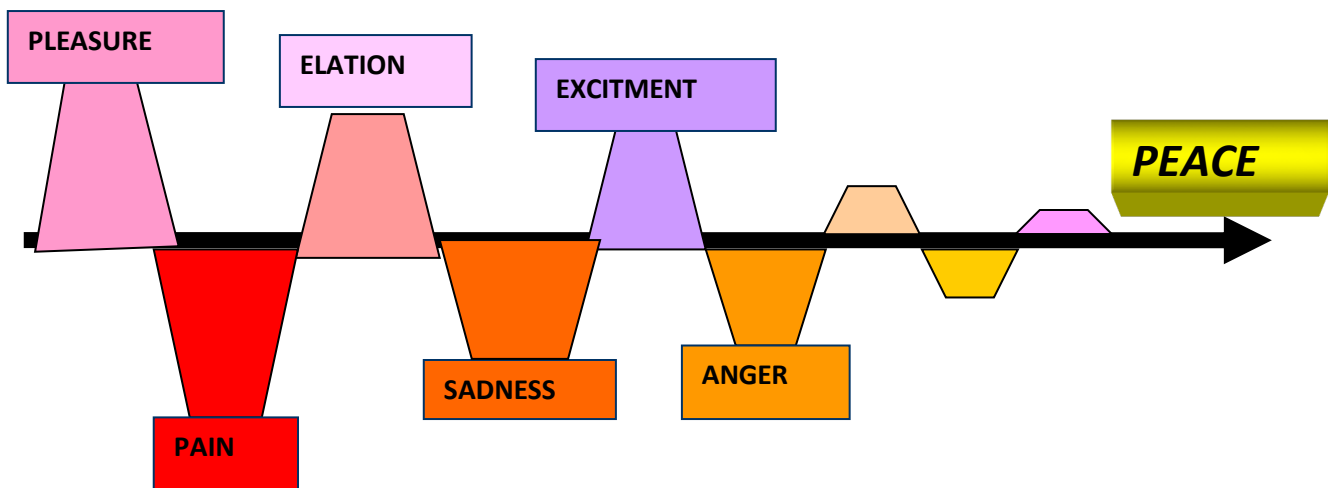 PLEASURE
ELATION
EXCITMENT
PEACE
SADNESS
ANGER
PAIN